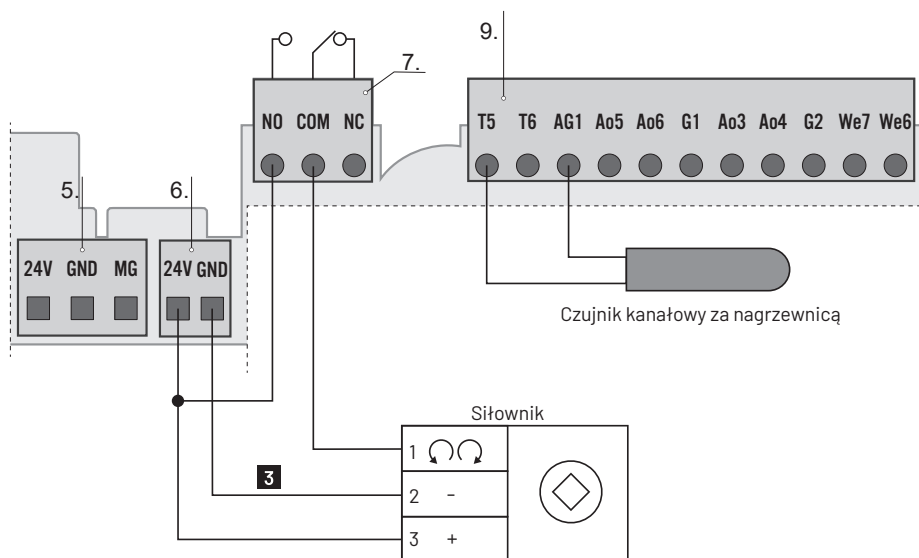 9.
7.
NO COM NC
T5 T6 AG1 Ao5 Ao6 G1 Ao3 Ao4 G2 We7 We6
5.
6.
24V GND MG
24V GND
Czujnik kanałowy za nagrzewnicą
Siłownik
1
3
2 -
3 +